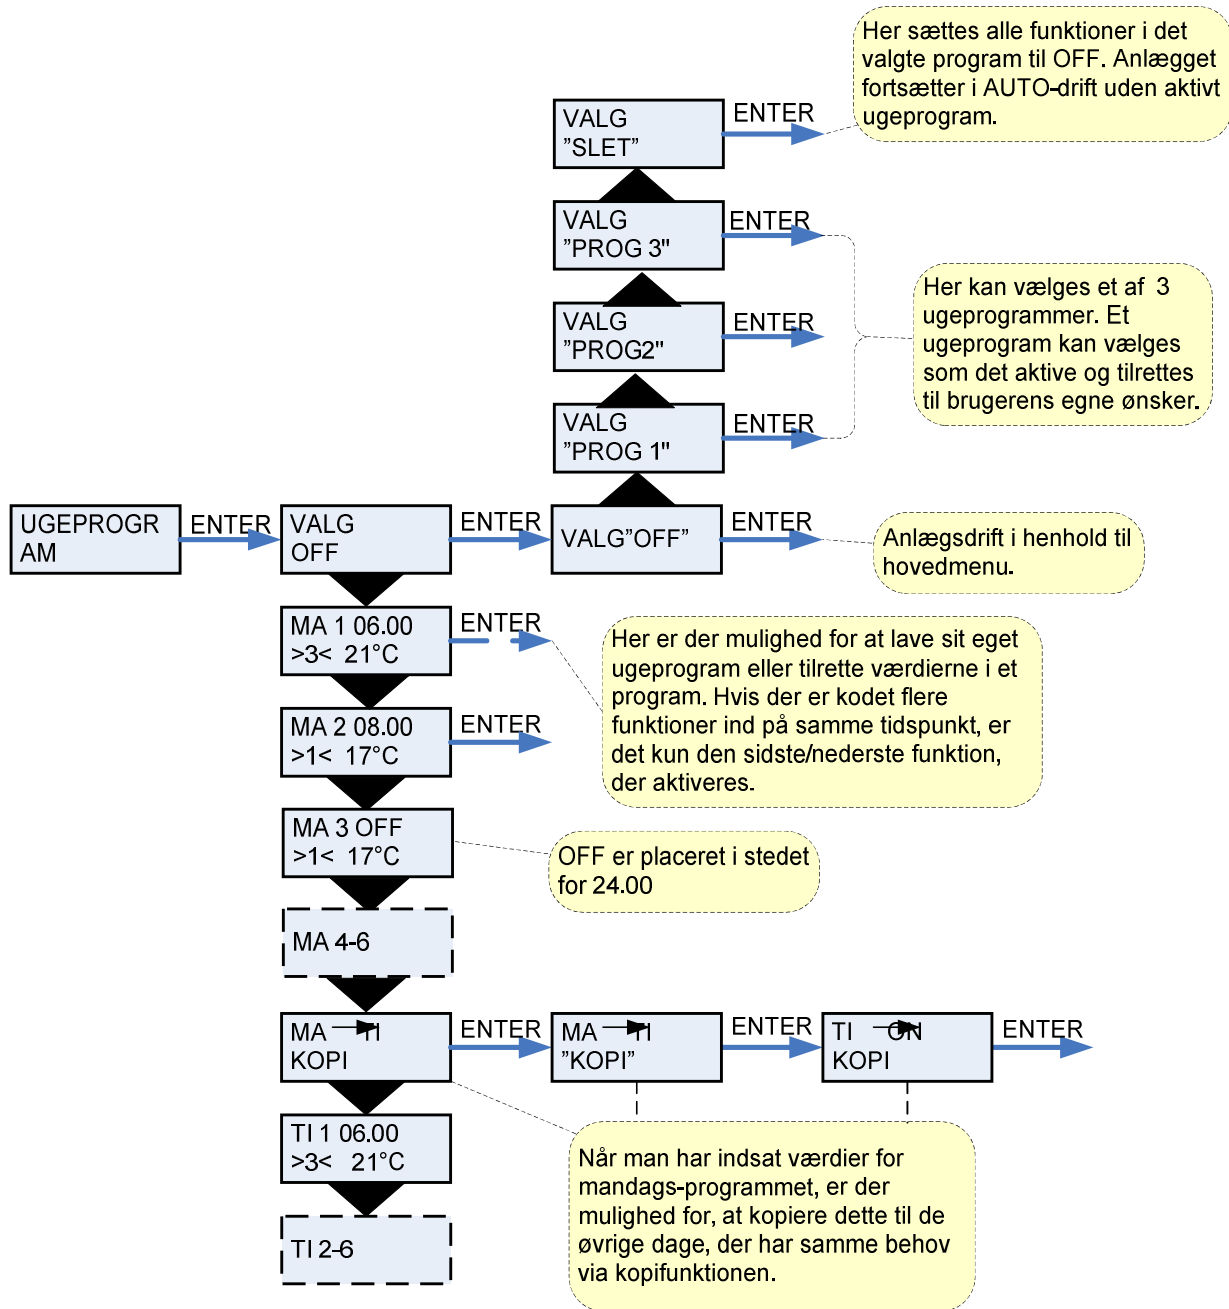 Her sættes alle funktioner i det
valgte program til OFF. Anlægget
fortsætter i AUTO-drift uden aktivt
ugeprogram.
VALG
”SLET”
ENTER
VALG
”PROG 3"
ENTER
Her kan vælges et af 3
ugeprogrammer. Et
ugeprogram kan vælges
som det aktive og tilrettes
til brugerens egne ønsker.
VALG
”PROG2"
ENTER
VALG
”PROG 1"
ENTER
UGEPROGR
AM
ENTER
VALG
OFF
ENTER
VALG”OFF”
ENTER
Anlægsdrift i henhold til
hovedmenu.
MA 1 06.00
>3< 21°C
ENTER
Her er der mulighed for at lave sit eget
ugeprogram eller tilrette værdierne i et
program. Hvis der er kodet flere
funktioner ind på samme tidspunkt, er
det kun den sidste/nederste funktion,
der aktiveres.
MA 2 08.00
>1< 17°C
ENTER
MA 3 OFF
>1< 17°C
OFF er placeret i stedet
for 24.00
MA 4-6
MA TI
KOPI
ENTER
MA TI
”KOPI”
ENTER
TI ON
KOPI
ENTER
TI 1 06.00
>3< 21°C
Når man har indsat værdier for
mandags-programmet, er der
mulighed for, at kopiere dette til de
øvrige dage, der har samme behov
via kopifunktionen.
TI 2-6